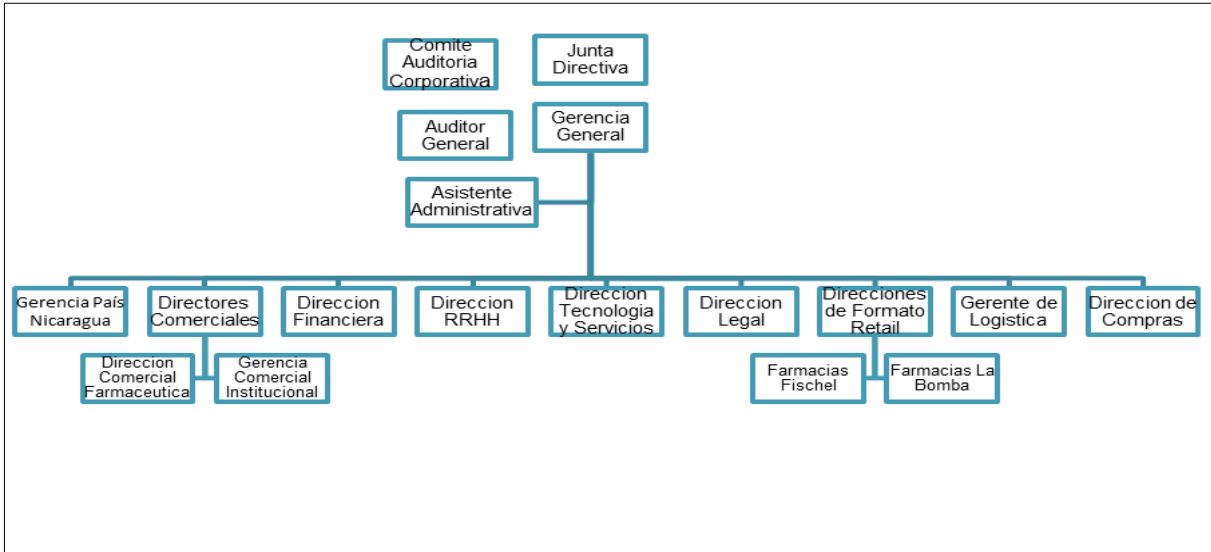 Comite
Auditoria
Corporativa
Junta
Directiva
Auditor
General
Gerencia
General
Asistente
Administrativa
Gerencia País
Nicaragua
Directores
Comerciales
Direccion
Financiera
Direccion
RRHH
Direccion
Tecnologia
y Servicios
Direccion
Legal
Direcciones
de Formato
Retail
Gerente de
Logistica
Direccion de
Compras
Direccion
Comercial
Farmaceutica
Gerencia
Comercial
Institucional
Farmacias
Fischel
Farmacias La
Bomba